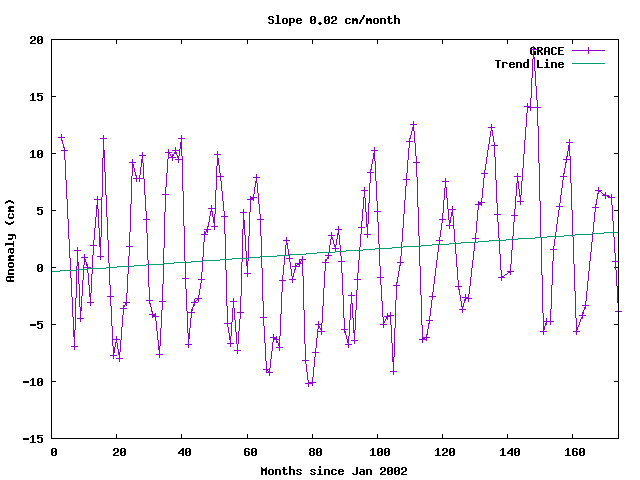 Slope 0.02 cm/month
GRACE
Trend Line
20
15
10
5
0
-5
-10
-15
Anomaly (cm)
0 20 40 60 80 100 120 140 160
Months since Jan 2002